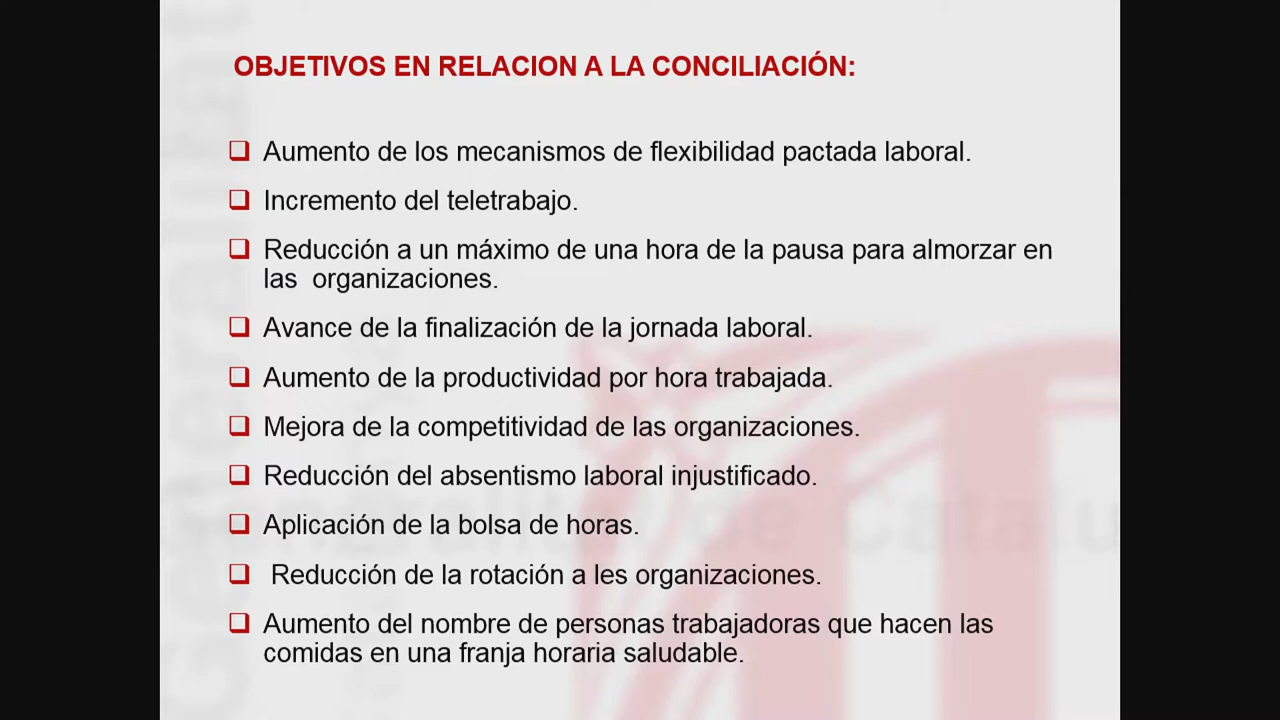 OBJETIVOS EN RELACION A LA CONCILIACIÓN:
Aumento de los mecanismos de flexibilidad pactada laboral.
Incremento del teletrabajo.
Reducción a un máximo de una hora de la pausa para almorzar en
las organizaciones.
Avance de la finalización de la jornada laboral.
Aumento de la productividad por hora trabajada.
Mejora de la competitividad de las organizaciones.
Reducción del absentismo laboral injustificado.
Aplicación de la bolsa de horas.
Reducción de la rotación a les organizaciones.
Aumento del nombre de personas trabajadoras que hacen las
comidas en una franja horaria saludable.